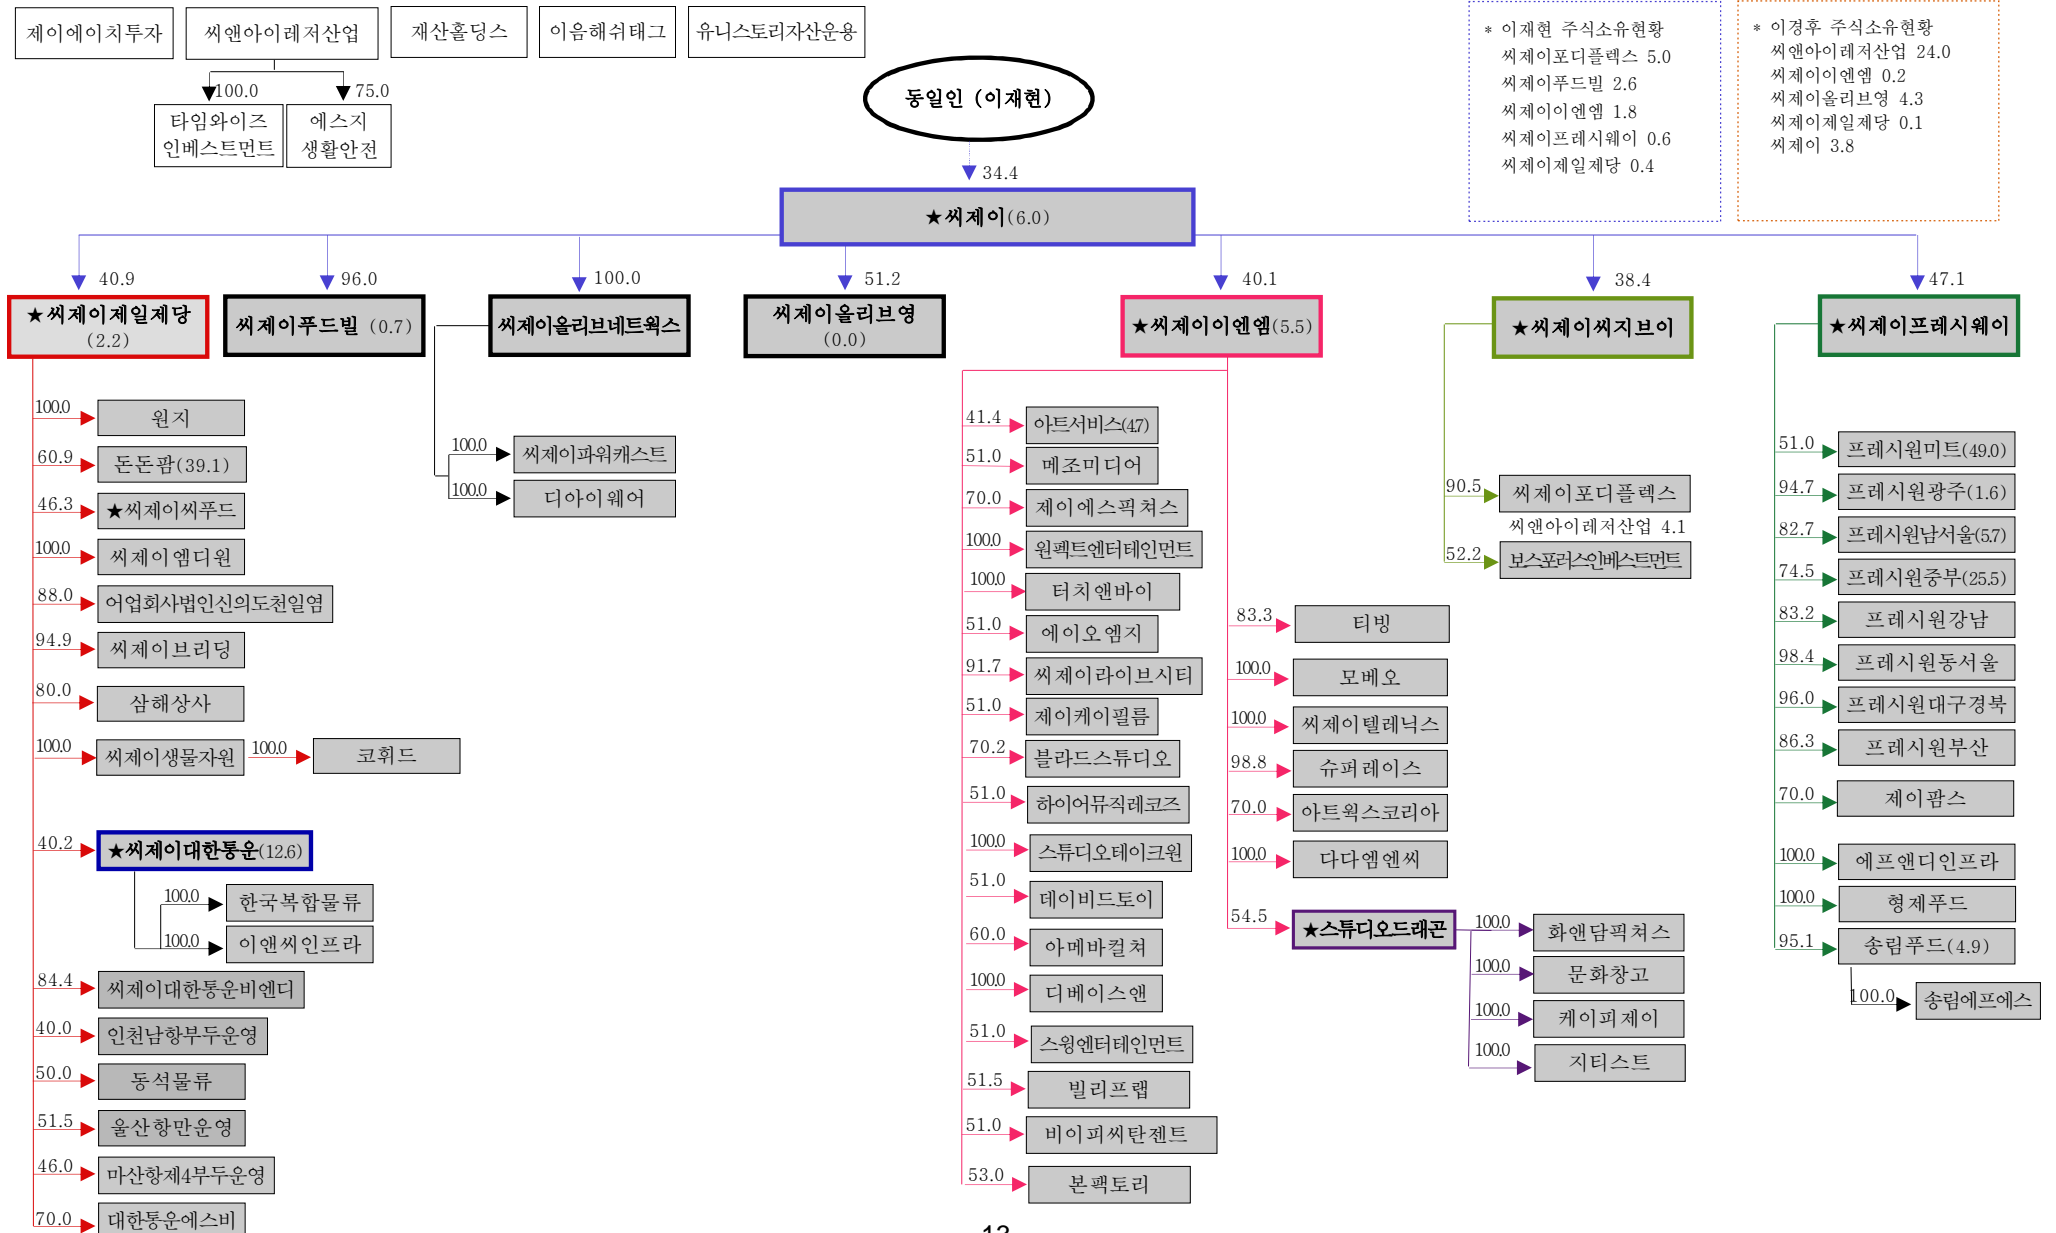 제이에이치투자
씨앤아이레저산업
재산홀딩스
이음해쉬태그
유니스토리자산운용
100.0
75.0
타임와이즈
인베스트먼트
에스지
생활안전
동일인 (이재현)
34.4
* 이재현 주식소유현황
씨제이포디플렉스 5.0
씨제이푸드빌 2.6
씨제이이엔엠 1.8
씨제이프레시웨이 0.6
씨제이제일제당 0.4
* 이경후 주식소유현황
씨앤아이레저산업 24.0
씨제이이엔엠 0.2
씨제이올리브영 4.3
씨제이제일제당 0.1
씨제이 3.8
★씨제이(6.0)
40.9
96.0
100.0
51.2
40.1
38.4
47.1
★씨제이제일제당
(2.2)
씨제이푸드빌 (0.7)
씨제이올리브네트웍스
씨제이올리브영
(0.0)
★씨제이이엔엠(5.5)
★씨제이씨지브이
★씨제이프레시웨이
100.0
원지
60.9
돈돈팜(39.1)
46.3
★씨제이씨푸드
100.0
씨제이엠디원
88.0
어업회사법인신의도천일염
94.9
씨제이브리딩
80.0
삼해상사
100.0
씨제이생물자원
100.0
코휘드
40.2
★씨제이대한통운(12.6)
100.0
한국복합물류
100.0
이앤씨인프라
84.4
씨제이대한통운비엔디
40.0
인천남항부두운영
50.0
동석물류
51.5
울산항만운영
46.0
마산항제4부두운영
70.0
대한통운에스비
100.0
씨제이파워캐스트
100.0
디아이웨어
41.4
아트서비스(4.7)
51.0
메조미디어
70.0
제이에스픽쳐스
100.0
원펙트엔터테인먼트
100.0
터치앤바이
51.0
에이오엠지
91.7
씨제이라이브시티
51.0
제이케이필름
70.2
블라드스튜디오
51.0
하이어뮤직레코즈
100.0
스튜디오테이크원
51.0
데이비드토이
60.0
아메바컬쳐
100.0
디베이스앤
51.0
스윙엔터테인먼트
51.5
빌리프랩
51.0
비이피씨탄젠트
53.0
본팩토리
83.3
티빙
100.0
모베오
100.0
씨제이텔레닉스
98.8
슈퍼레이스
70.0
아트웍스코리아
100.0
다다엠엔씨
54.5
★스튜디오드래곤
100.0
화앤담픽쳐스
100.0
문화창고
100.0
케이피제이
100.0
지티스트
90.5
씨제이포디플렉스
씨앤아이레저산업 4.1
52.2
보스포러스인베스트먼트
51.0
프레시원미트(49.0)
94.7
프레시원광주(1.6)
82.7
프레시원남서울(5.7)
74.5
프레시원중부(25.5)
83.2
프레시원강남
98.4
프레시원동서울
96.0
프레시원대구경북
86.3
프레시원부산
70.0
제이팜스
100.0
에프앤디인프라
100.0
형제푸드
95.1
송림푸드(4.9)
100.0
송림에프에스